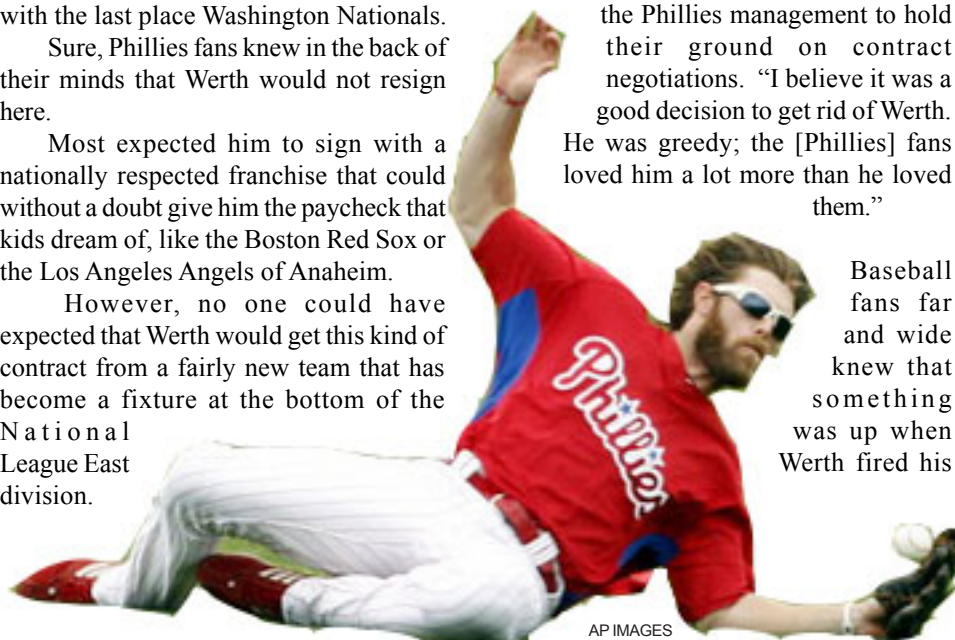 with the last place Washington Nationals.
Sure, Phillies fans knew in the back of
their minds that Werth would not resign
here.
Most expected him to sign with a
nationally respected franchise that could
without a doubt give him the paycheck that
kids dream of, like the Boston Red Sox or
the Los Angeles Angels of Anaheim.
However, no one could have
expected that Werth would get this kind of
contract from a fairly new team that has
become a fixture at the bottom of the
National
League East
division.
the Phillies management to hold
their ground on contract
negotiations. “I believe it was a
good decision to get rid of Werth.
He was greedy; the [Phillies] fans
loved him a lot more than he loved
them.”
Baseball
fans far
and wide
knew that
something
was up when
Werth fired his
Phillies
AP IMAGES